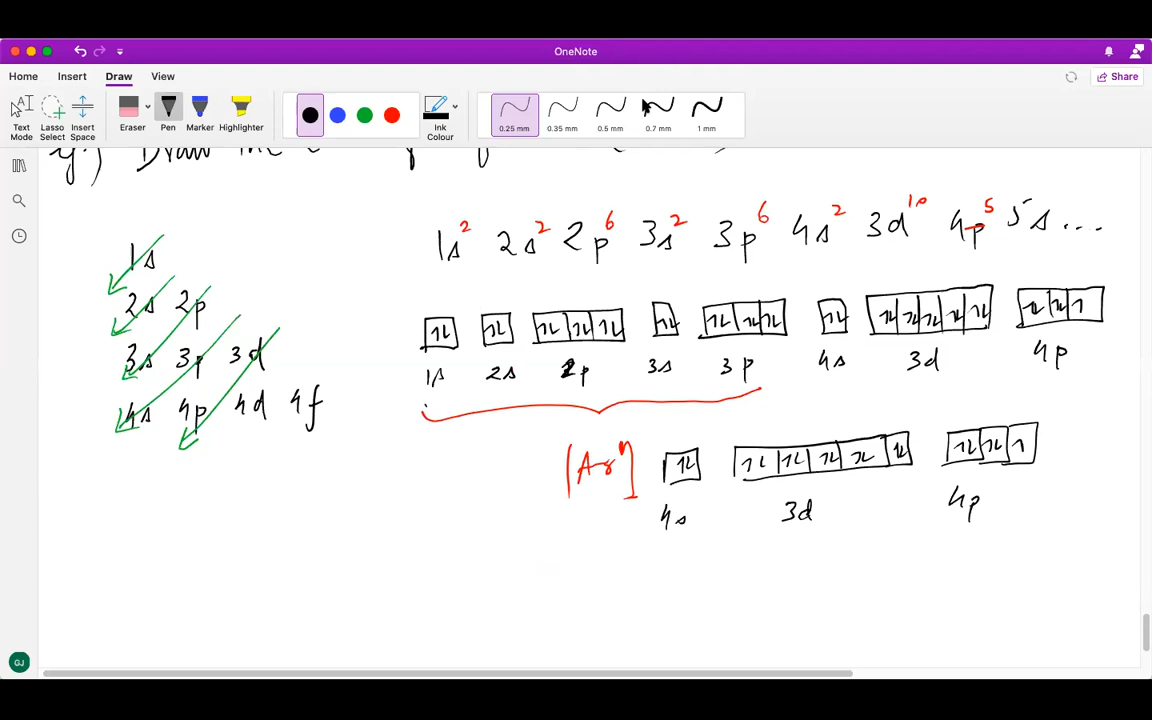 OneNote
Home Insert Draw View
Share
Text Mode
Lasso Select
Insert Space
Eraser
Pen
Marker
Highlighter
Ink Colour
0.25 mm 0.35 mm 0.5 mm 0.7 mm 1 mm
Draw the
1s² 2s² 2p⁶ 3s² 3p⁶ 4s² 3d¹⁰ 4p⁵ 5s ...
1s
2s 2p
3s 3p 3d
4s 4p 4d 4f
1s 2s 2p 3s 3p 4s 3d 4p
4s 3d 4p
GJ